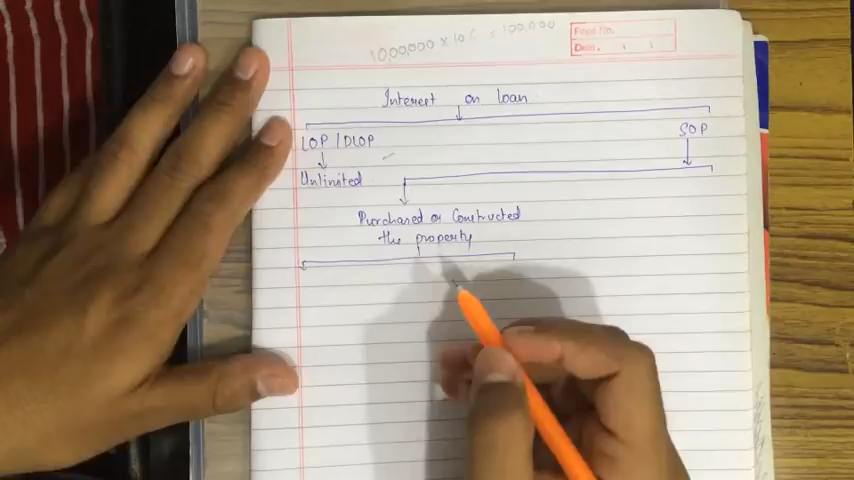 10,00,000 × 10% = 100,000
Page No.
Date.
Interest on loan
LOP / DLOP
SOP
Unlimited
Purchased or Constructed
the property